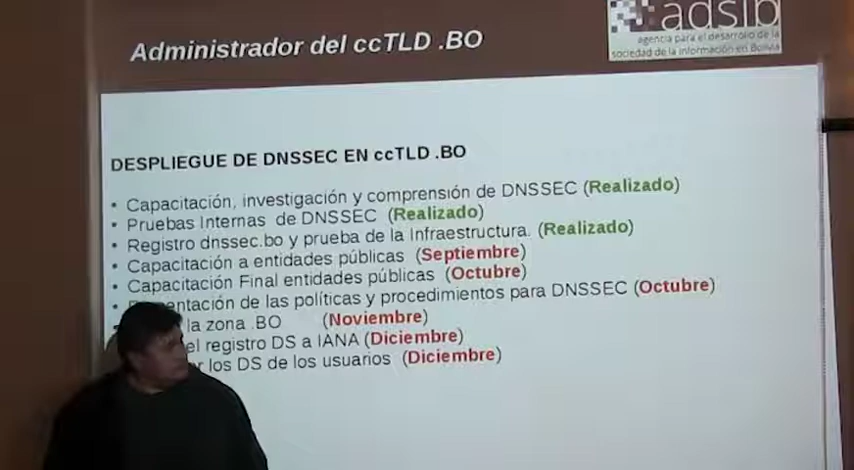 Administrador del ccTLD .BO
adsib
agencia para el desarrollo de la
sociedad de la información en Bolivia
DESPLIEGUE DE DNSSEC EN ccTLD .BO
• Capacitación, investigación y comprensión de DNSSEC (Realizado)
• Pruebas Internas de DNSSEC (Realizado)
• Registro dnssec.bo y prueba de la Infraestructura. (Realizado)
• Capacitación a entidades públicas (Septiembre)
• Capacitación Final entidades públicas (Octubre)
• entación de las políticas y procedimientos para DNSSEC (Octubre)
la zona .BO (Noviembre)
el registro DS a IANA (Diciembre)
los DS de los usuarios (Diciembre)